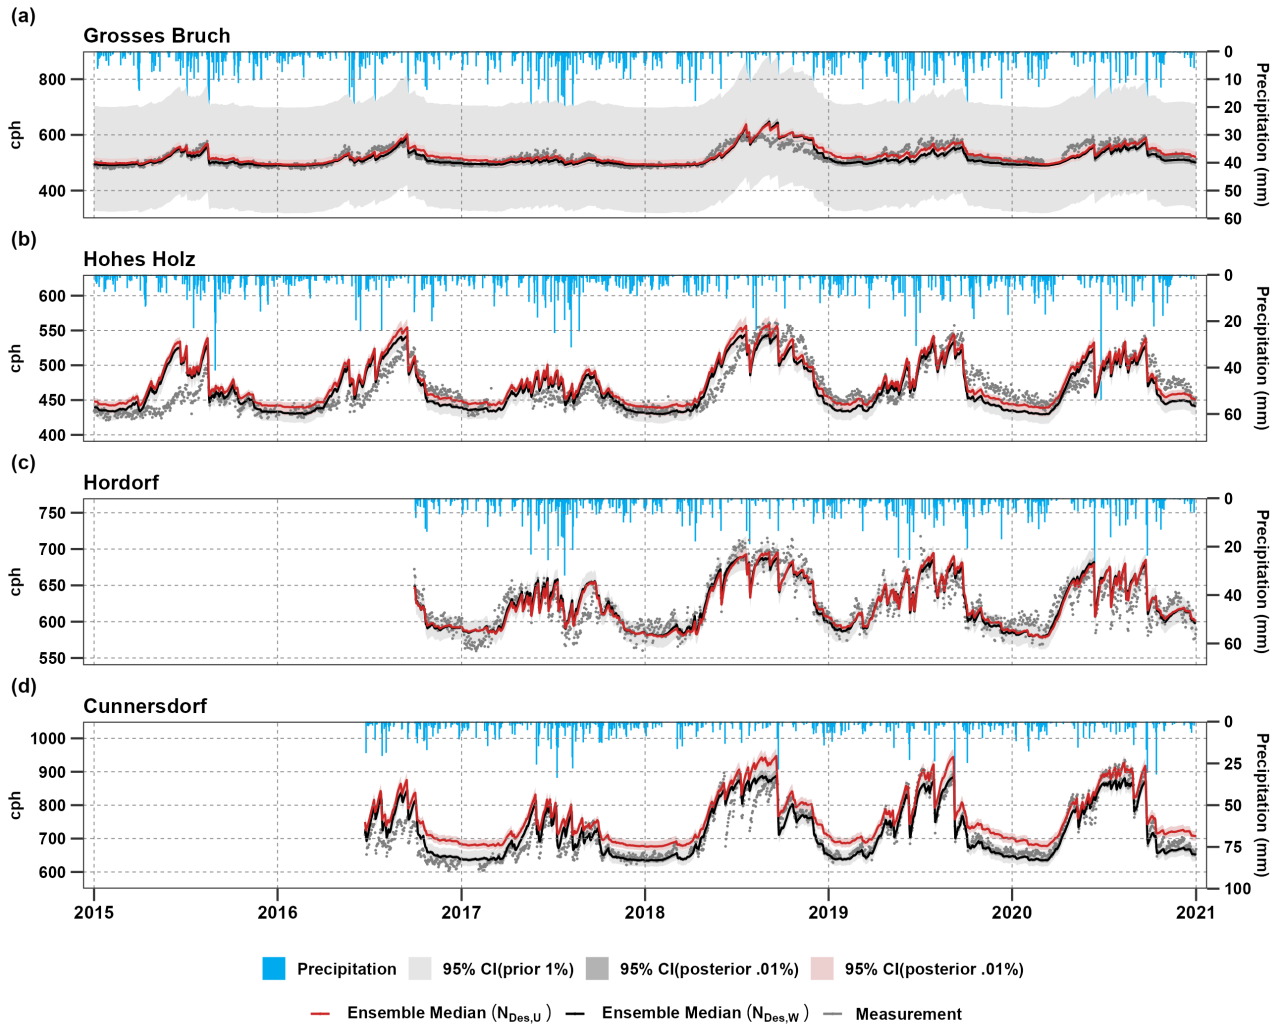 (a)
Grosses Bruch
800
600
400
cph
0
10
20
30
40
50
60
Precipitation (mm)
(b)
Hohes Holz
600
550
500
450
400
cph
0
20
40
60
Precipitation (mm)
(c)
Hordorf
750
700
650
600
550
cph
0
20
40
60
Precipitation (mm)
(d)
Cunnersdorf
1000
900
800
700
600
cph
0
25
50
75
100
Precipitation (mm)
2015 2016 2017 2018 2019 2020 2021
Precipitation 95% CI(prior 1%) 95% CI(posterior .01%) 95% CI(posterior .01%)
Ensemble Median (N_Des,U) Ensemble Median (N_Des,W) Measurement